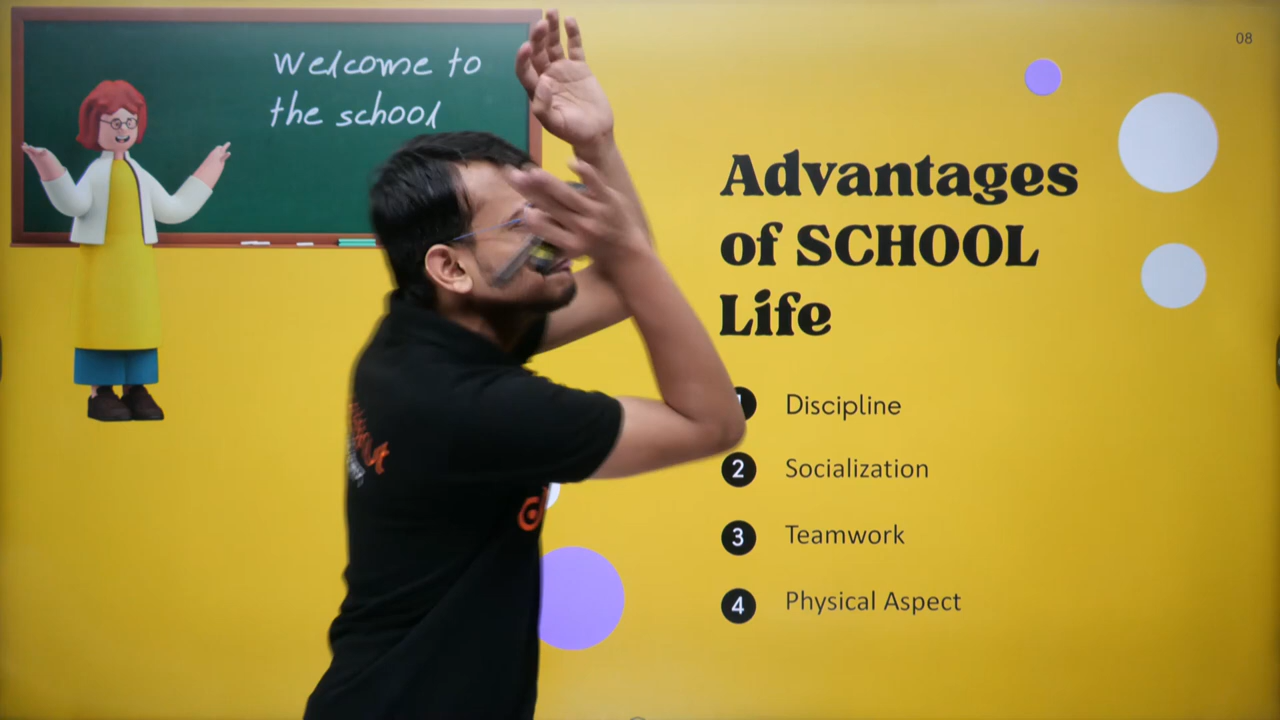 Welcome to
the school
08
Advantages
of SCHOOL
Life
Discipline
2 Socialization
3 Teamwork
4 Physical Aspect